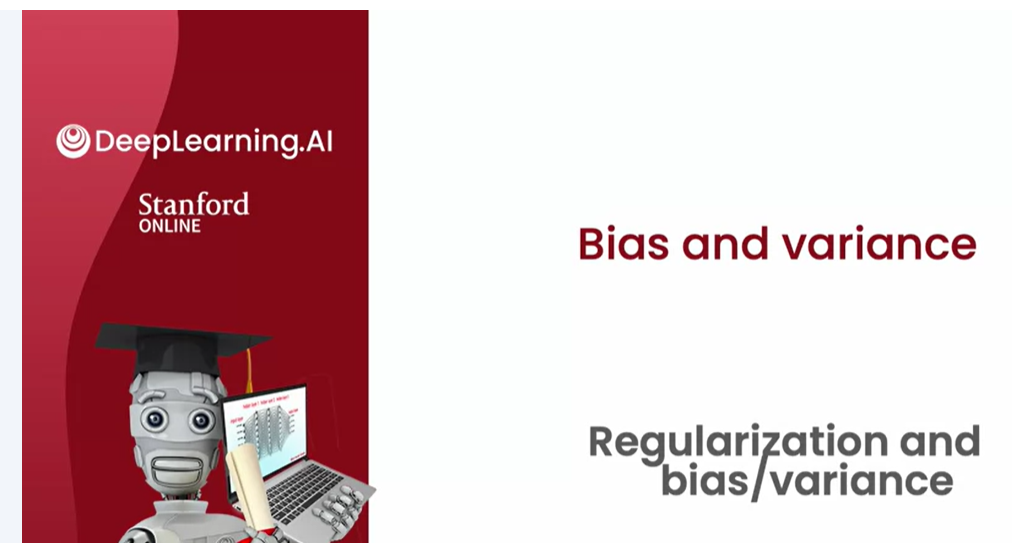 DeepLearning.AI
Stanford
ONLINE
Bias and variance
Regularization and
bias/variance